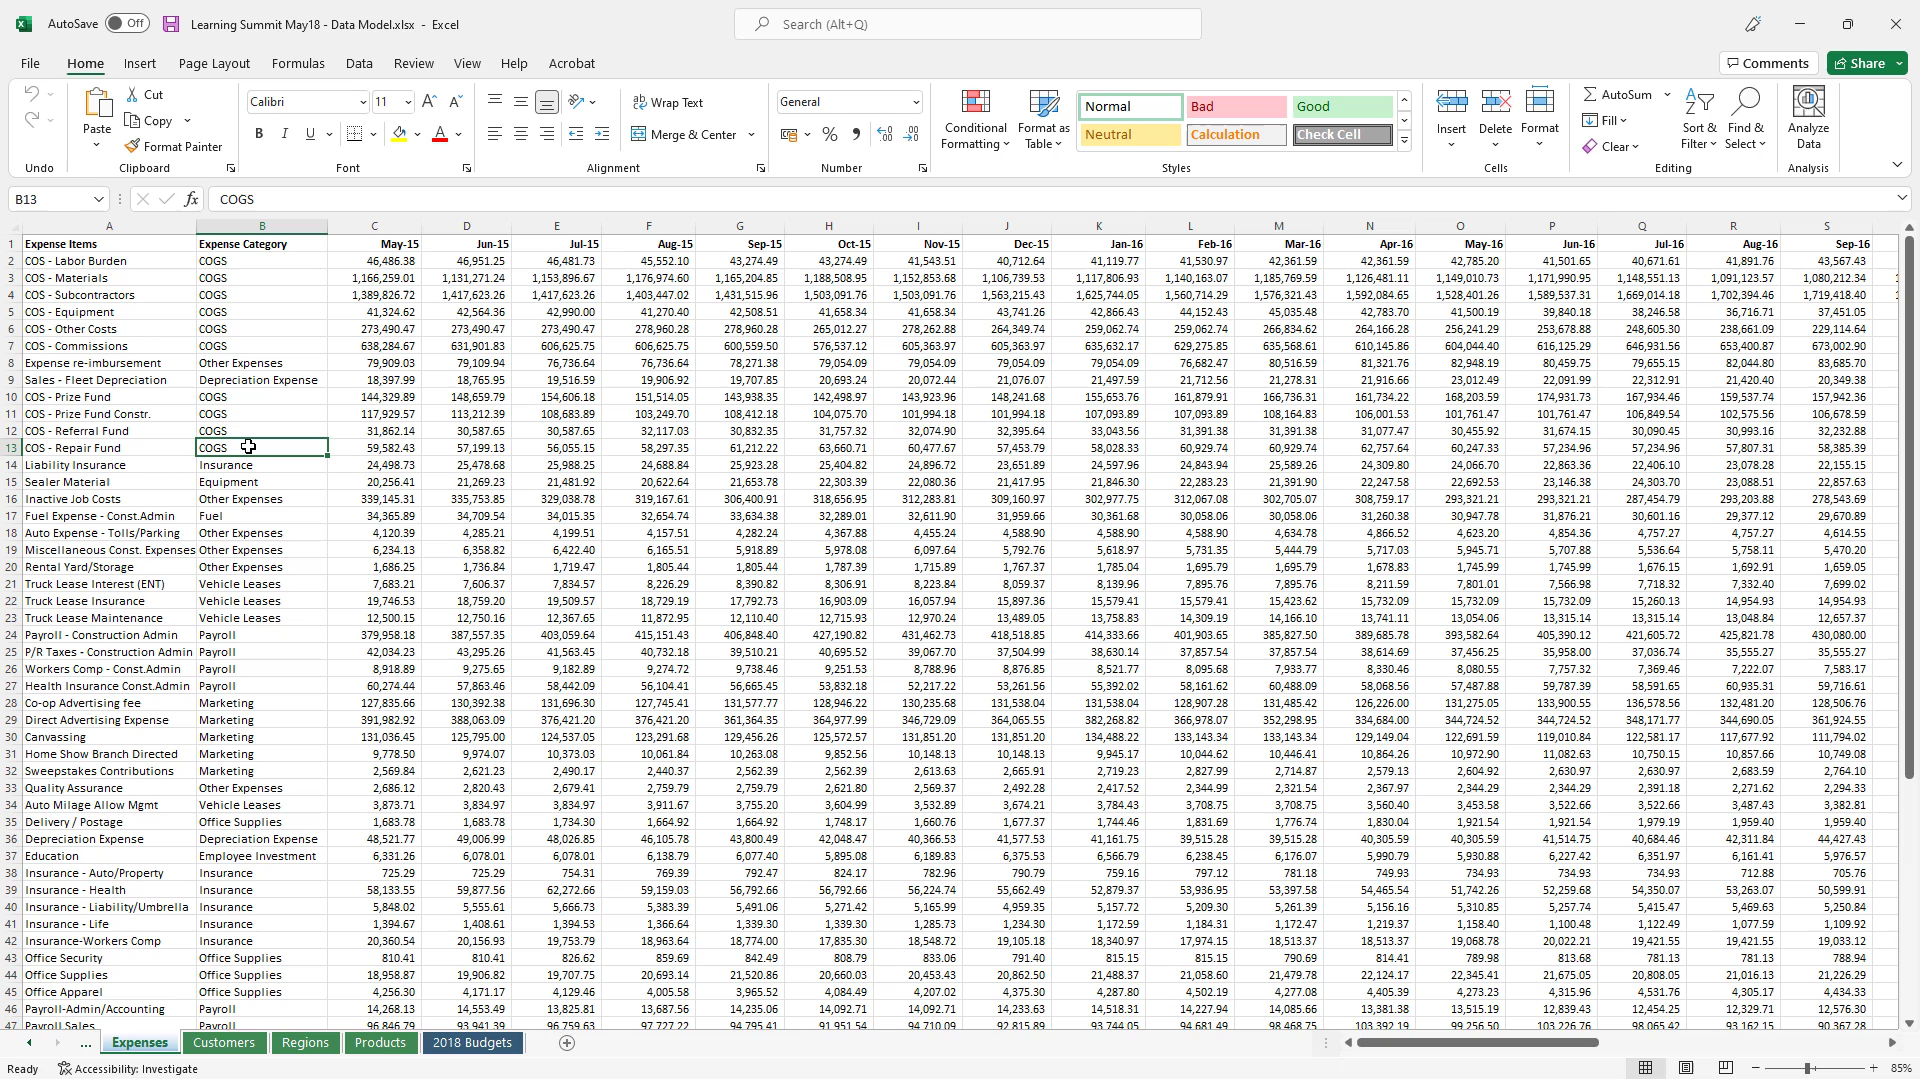 AutoSave Off Learning Summit May18 - Data Model.xlsx - Excel Search (Alt+Q)
File Home Insert Page Layout Formulas Data Review View Help Acrobat Comments Share
Paste Cut Copy Format Painter
Calibri 11 B I U A
Wrap Text Merge & Center
General
Conditional Formatting Format as Table
Normal Bad Good
Neutral Calculation Check Cell
Insert Delete Format
AutoSum Fill Clear Sort & Filter Find & Select Analyze Data
Undo Clipboard Font Alignment Number Styles Cells Editing Analysis
B13 fx COGS
A B C D E F G H I J K L M N O P Q R S
1 Expense Items Expense Category May-15 Jun-15 Jul-15 Aug-15 Sep-15 Oct-15 Nov-15 Dec-15 Jan-16 Feb-16 Mar-16 Apr-16 May-16 Jun-16 Jul-16 Aug-16 Sep-16
2 COS - Labor Burden COGS 46,486.38 46,951.25 46,481.73 45,552.10 43,274.49 43,274.49 41,543.51 40,712.64 41,119.77 41,530.97 42,361.59 42,361.59 42,785.20 41,501.65 40,671.61 41,891.76 43,567.43
3 COS - Materials COGS 1,166,259.01 1,131,271.24 1,153,896.67 1,176,974.60 1,165,204.85 1,188,508.95 1,152,853.68 1,106,739.53 1,117,806.93 1,140,163.07 1,185,769.59 1,126,481.11 1,149,010.73 1,171,990.95 1,148,551.13 1,091,123.57 1,080,212.34
4 COS - Subcontractors COGS 1,389,826.72 1,417,623.26 1,417,623.26 1,403,447.02 1,431,515.96 1,503,091.76 1,503,091.76 1,563,215.43 1,625,744.05 1,560,714.29 1,576,321.43 1,592,084.65 1,528,401.26 1,589,537.31 1,669,014.18 1,702,394.46 1,719,418.40
5 COS - Equipment COGS 41,324.62 42,564.36 42,990.00 41,270.40 42,508.51 41,658.34 41,658.34 43,741.26 42,866.43 44,152.43 45,035.48 42,783.70 41,500.19 39,840.18 38,246.58 36,716.71 37,451.05
6 COS - Other Costs COGS 273,490.47 273,490.47 273,490.47 278,960.28 278,960.28 265,012.27 278,262.88 264,349.74 259,062.74 259,062.74 266,834.62 264,166.28 256,241.29 253,678.88 248,605.30 238,661.09 229,114.64
7 COS - Commissions COGS 638,284.67 631,901.83 606,625.75 606,625.75 600,559.50 576,537.12 605,363.97 605,363.97 635,632.17 629,275.85 635,568.61 610,145.86 604,044.40 616,125.29 646,931.56 653,400.87 673,002.90
8 Expense re-imbursement Other Expenses 79,909.03 79,109.94 76,736.64 76,736.64 78,271.38 79,054.09 79,054.09 79,054.09 79,054.09 76,682.47 80,516.59 81,321.76 82,948.19 80,459.75 79,655.15 82,044.80 83,685.70
9 Sales - Fleet Depreciation Depreciation Expense 18,397.99 18,765.95 19,516.59 19,906.92 19,707.85 20,693.24 20,072.44 21,076.07 21,497.59 21,712.56 21,278.31 21,916.66 23,012.49 22,091.99 22,312.91 21,420.40 20,349.38
10 COS - Prize Fund COGS 144,329.89 148,659.79 154,606.18 151,514.05 143,938.35 142,498.97 143,923.96 148,241.68 155,653.76 161,879.91 166,736.31 161,734.22 168,203.59 174,931.73 167,934.46 159,537.74 157,942.36
11 COS - Prize Fund Constr. COGS 117,929.57 113,212.39 108,683.89 103,249.70 108,412.18 104,075.70 101,994.18 101,994.18 107,093.89 107,093.89 108,164.83 106,001.53 101,761.47 101,761.47 106,849.54 102,575.56 106,678.59
12 COS - Referral Fund COGS 31,862.14 30,587.65 30,587.65 32,117.03 30,832.35 31,757.32 32,074.90 32,395.64 33,043.56 31,391.38 31,391.38 31,077.47 30,455.92 31,674.15 30,090.45 30,993.16 32,232.88
13 COS - Repair Fund COGS 59,582.43 57,199.13 56,055.15 58,297.35 61,212.22 63,660.71 60,477.67 57,453.79 58,028.33 60,929.74 60,929.74 62,757.64 60,247.33 57,234.96 57,234.96 57,807.31 58,385.39
14 Liability Insurance Insurance 24,498.73 25,478.68 25,988.25 24,688.84 25,923.28 25,404.82 24,896.72 23,651.89 24,597.96 24,843.94 25,589.26 24,309.80 24,066.70 22,863.36 22,406.10 23,078.28 22,155.15
15 Sealer Material Equipment 20,256.41 21,269.23 21,481.92 20,622.64 21,653.78 22,303.39 22,080.36 21,417.95 21,846.30 22,283.23 21,391.90 22,247.58 22,692.53 23,146.38 24,303.70 23,088.51 22,857.63
16 Inactive Job Costs Other Expenses 339,145.31 335,753.85 329,038.78 319,167.61 306,400.91 318,656.95 312,283.81 309,160.97 302,977.75 312,067.08 302,705.07 308,759.17 293,321.21 293,321.21 287,454.79 293,203.88 278,543.69
17 Fuel Expense - Const.Admin Fuel 34,365.89 34,709.54 34,015.35 32,654.74 33,634.38 32,289.01 32,611.90 31,959.66 30,361.68 30,058.06 30,058.06 31,260.38 30,947.78 31,876.21 30,601.16 29,377.12 29,670.89
18 Auto Expense - Tolls/Parking Other Expenses 4,120.39 4,285.21 4,199.51 4,157.51 4,282.24 4,367.88 4,455.24 4,588.90 4,588.90 4,588.90 4,634.78 4,866.52 4,623.20 4,854.36 4,757.27 4,757.27 4,614.55
19 Miscellaneous Const. Expenses Other Expenses 6,234.13 6,358.82 6,422.40 6,165.51 5,918.89 5,978.08 6,097.64 5,792.76 5,618.97 5,731.35 5,444.79 5,717.03 5,945.71 5,707.88 5,536.64 5,758.11 5,470.20
20 Rental Yard/Storage Other Expenses 1,686.25 1,736.84 1,719.47 1,805.44 1,805.44 1,787.39 1,715.89 1,767.37 1,785.04 1,695.79 1,695.79 1,678.83 1,745.99 1,745.99 1,676.15 1,692.91 1,659.05
21 Truck Lease Interest (ENT) Vehicle Leases 7,683.21 7,606.37 7,834.57 8,226.29 8,390.82 8,306.91 8,223.84 8,059.37 8,139.96 7,895.76 7,895.76 8,211.59 7,801.01 7,566.98 7,718.32 7,332.40 7,699.02
22 Truck Lease Insurance Vehicle Leases 19,746.53 18,759.20 19,509.57 18,729.19 17,792.73 16,903.09 16,057.94 15,897.36 15,579.41 15,579.41 15,423.62 15,732.09 15,732.09 15,732.09 15,260.13 14,954.93 14,954.93
23 Truck Lease Maintenance Vehicle Leases 12,500.15 12,750.16 12,367.65 11,872.95 12,110.40 12,715.93 12,970.24 13,489.05 13,758.83 14,309.19 14,166.10 13,741.11 13,054.06 13,315.14 13,315.14 13,048.84 12,657.37
24 Payroll - Construction Admin Payroll 379,958.18 387,557.35 403,059.64 415,151.43 406,848.40 427,190.82 431,462.73 418,518.85 414,333.66 401,903.65 385,827.50 389,685.78 393,582.64 405,390.12 421,605.72 425,821.78 430,080.00
25 P/R Taxes - Construction Admin Payroll 42,034.23 43,295.26 41,563.45 40,732.18 39,510.21 40,695.52 39,067.70 37,504.99 38,630.14 37,857.54 37,857.54 38,614.69 37,456.25 35,958.00 37,036.74 35,555.27 35,555.27
26 Workers Comp - Const.Admin Payroll 8,918.89 9,275.65 9,182.89 9,274.72 9,738.46 9,251.53 8,788.96 8,876.85 8,521.77 8,095.68 7,933.77 8,330.46 8,080.55 7,757.32 7,369.46 7,222.07 7,583.17
27 Health Insurance Const.Admin Payroll 60,274.44 57,863.46 58,442.09 56,104.41 56,665.45 53,832.18 52,217.22 53,261.56 55,392.02 58,161.62 60,488.09 58,068.56 57,487.88 59,787.39 58,591.65 60,935.31 59,716.61
28 Co-op Advertising fee Marketing 127,835.66 130,392.38 131,696.30 127,745.41 131,577.77 128,946.22 130,235.68 131,538.04 131,538.04 128,907.28 131,485.42 126,226.00 131,275.05 133,900.55 136,578.56 132,481.20 128,506.76
29 Direct Advertising Expense Marketing 391,982.92 388,063.09 376,421.20 376,421.20 361,364.35 364,977.99 346,729.09 364,065.55 382,268.82 366,978.07 352,298.95 334,684.00 344,724.52 344,724.52 348,171.77 344,690.05 361,924.55
30 Canvassing Marketing 131,036.45 125,795.00 124,537.05 123,291.68 129,456.26 125,572.57 131,851.20 131,851.20 134,488.22 133,143.34 133,143.34 129,149.04 122,691.59 119,010.84 122,581.17 117,677.92 111,794.02
31 Home Show Branch Directed Marketing 9,778.50 9,974.07 10,373.03 10,061.84 10,263.08 9,852.56 10,148.13 10,148.13 9,945.17 10,044.62 10,446.41 10,864.26 10,972.90 11,082.63 10,750.15 10,857.66 10,749.08
32 Sweepstakes Contributions Marketing 2,569.84 2,621.23 2,490.17 2,440.37 2,562.39 2,562.39 2,613.63 2,665.91 2,719.23 2,827.99 2,714.87 2,579.13 2,604.92 2,630.97 2,630.97 2,683.59 2,764.10
33 Quality Assurance Other Expenses 2,686.12 2,820.43 2,679.41 2,759.79 2,759.79 2,621.80 2,569.37 2,492.28 2,417.52 2,344.99 2,321.54 2,367.97 2,344.29 2,344.29 2,391.18 2,271.62 2,294.33
34 Auto Milage Allow Mgmt Vehicle Leases 3,873.71 3,834.97 3,834.97 3,911.67 3,755.20 3,604.99 3,532.89 3,674.21 3,784.43 3,708.75 3,708.75 3,560.40 3,453.58 3,522.66 3,522.66 3,487.43 3,382.81
35 Delivery / Postage Office Supplies 1,683.78 1,683.78 1,734.30 1,664.92 1,664.92 1,748.17 1,660.76 1,677.37 1,744.46 1,831.69 1,776.74 1,830.04 1,921.54 1,921.54 1,979.19 1,959.40 1,959.40
36 Depreciation Expense Depreciation Expense 48,521.77 49,006.99 48,026.85 46,105.78 43,800.49 42,048.47 40,366.53 41,577.53 41,161.75 39,515.28 39,515.28 40,305.59 40,305.59 41,514.75 40,684.46 42,311.84 44,427.43
37 Education Employee Investment 6,331.26 6,078.01 6,078.01 6,138.79 6,077.40 5,895.08 6,189.83 6,375.53 6,566.79 6,238.45 6,176.07 5,990.79 5,930.88 6,227.42 6,351.97 6,161.41 5,976.57
38 Insurance - Auto/Property Insurance 725.29 725.29 754.31 769.39 792.47 824.17 782.96 790.79 759.16 797.12 781.18 749.93 734.93 734.93 734.93 712.88 705.76
39 Insurance - Health Insurance 58,133.55 59,877.56 62,272.66 59,159.03 56,792.66 56,792.66 56,224.74 55,662.49 52,879.37 53,936.95 53,397.58 54,465.54 51,742.26 52,259.68 54,350.07 53,263.07 50,599.91
40 Insurance - Liability/Umbrella Insurance 5,848.02 5,555.61 5,666.73 5,383.39 5,491.06 5,271.42 5,165.99 4,959.35 5,157.72 5,209.30 5,261.39 5,156.16 5,310.85 5,257.74 5,415.47 5,469.63 5,250.84
41 Insurance - Life Insurance 1,394.67 1,408.61 1,394.53 1,366.64 1,339.30 1,339.30 1,285.73 1,234.30 1,172.59 1,184.31 1,172.47 1,219.37 1,158.40 1,100.48 1,122.49 1,077.59 1,109.92
42 Insurance-Workers Comp Insurance 20,360.54 20,156.93 19,753.79 18,963.64 18,774.00 17,835.30 18,548.72 19,105.18 18,340.97 17,974.15 18,513.37 18,513.37 19,068.78 20,022.21 19,421.55 19,421.55 19,033.12
43 Office Security Office Supplies 810.41 810.41 826.62 859.69 842.49 808.79 833.06 791.40 815.15 815.15 790.69 814.41 789.98 813.68 781.13 781.13 788.94
44 Office Supplies Office Supplies 18,958.87 19,906.82 19,707.75 20,693.14 21,520.86 20,660.03 20,453.43 20,862.50 21,488.37 21,058.60 21,479.78 22,124.17 22,345.41 21,675.05 20,808.05 21,016.13 21,226.29
45 Office Apparel Office Supplies 4,256.30 4,171.17 4,129.46 4,005.58 3,965.52 4,084.49 4,207.02 4,375.30 4,287.80 4,502.19 4,277.08 4,405.39 4,273.23 4,315.96 4,531.76 4,305.17 4,434.33
46 Payroll-Admin/Accounting Payroll 14,268.13 14,553.49 13,825.81 13,687.56 14,235.06 14,092.71 14,092.71 14,233.63 14,518.31 14,227.94 14,085.66 13,381.38 13,515.19 12,839.43 12,454.25 12,329.71 12,576.30
47 Payroll Sales Payroll 96,846.79 93,941.39 96,759.63 97,727.22 94,795.41 91,951.54 94,710.09 92,815.89 93,744.05 94,681.49 98,468.75 103,392.19 99,256.50 103,226.76 98,065.42 93,162.15 90,367.28
... Expenses Customers Regions Products 2018 Budgets
Ready Accessibility: Investigate 85%